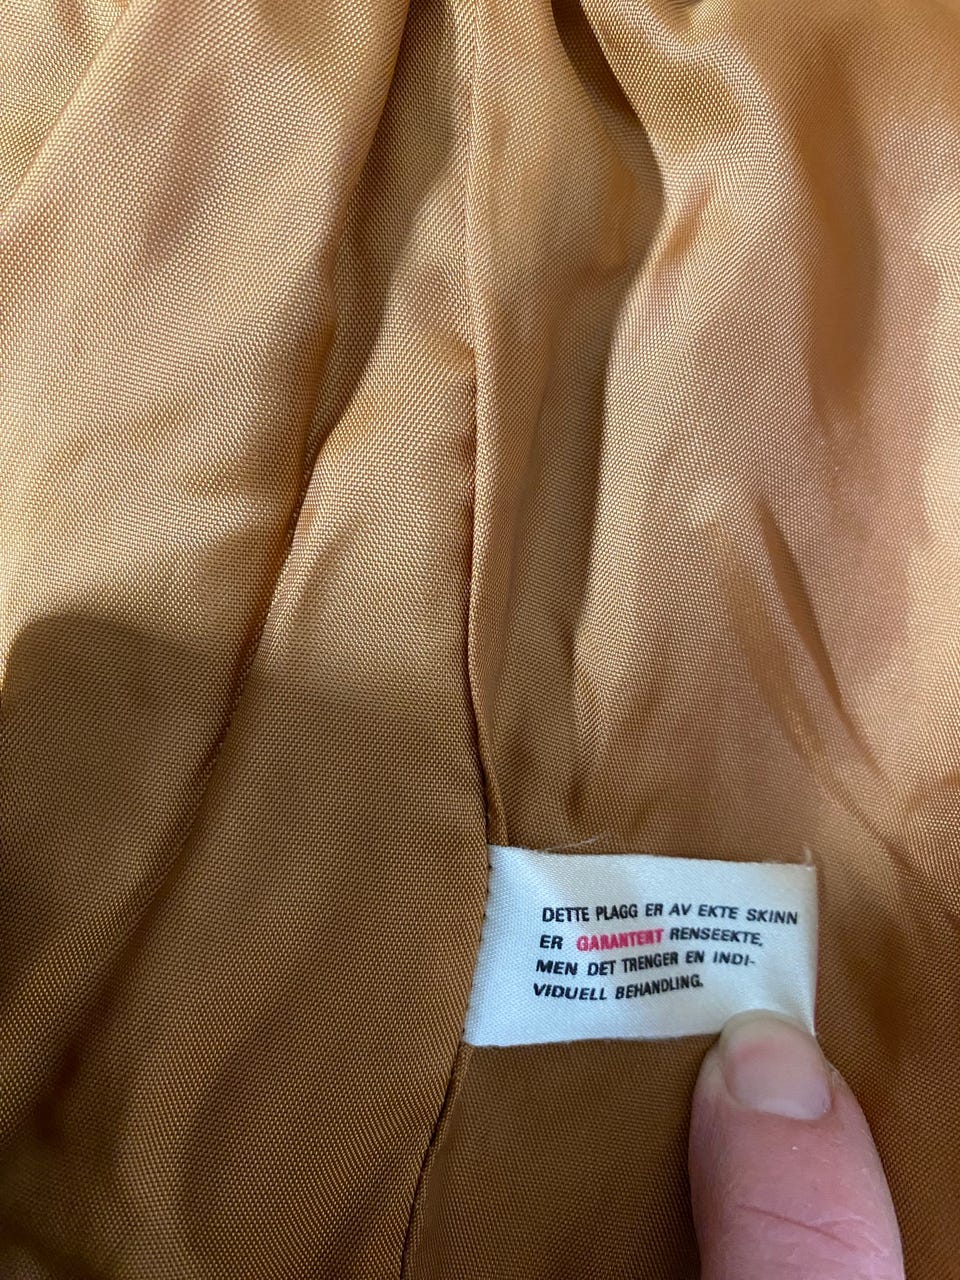 DETTE PLAGG ER AV EKTE SKINN
ER GARANTERT RENSEEKTE,
MEN DET TRENGER EN INDI-
VIDUELL BEHANDLING.